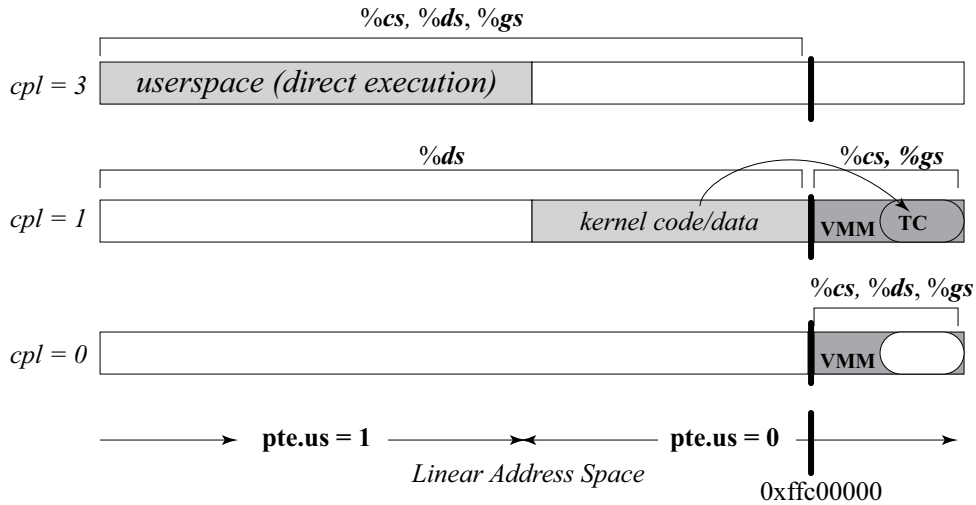 %cs, %ds, %gs
cpl = 3
userspace (direct execution)
%ds
%cs, %gs
cpl = 1
kernel code/data
VMM
TC
%cs, %ds, %gs
cpl = 0
VMM
pte.us = 1
pte.us = 0
Linear Address Space
0xffc00000